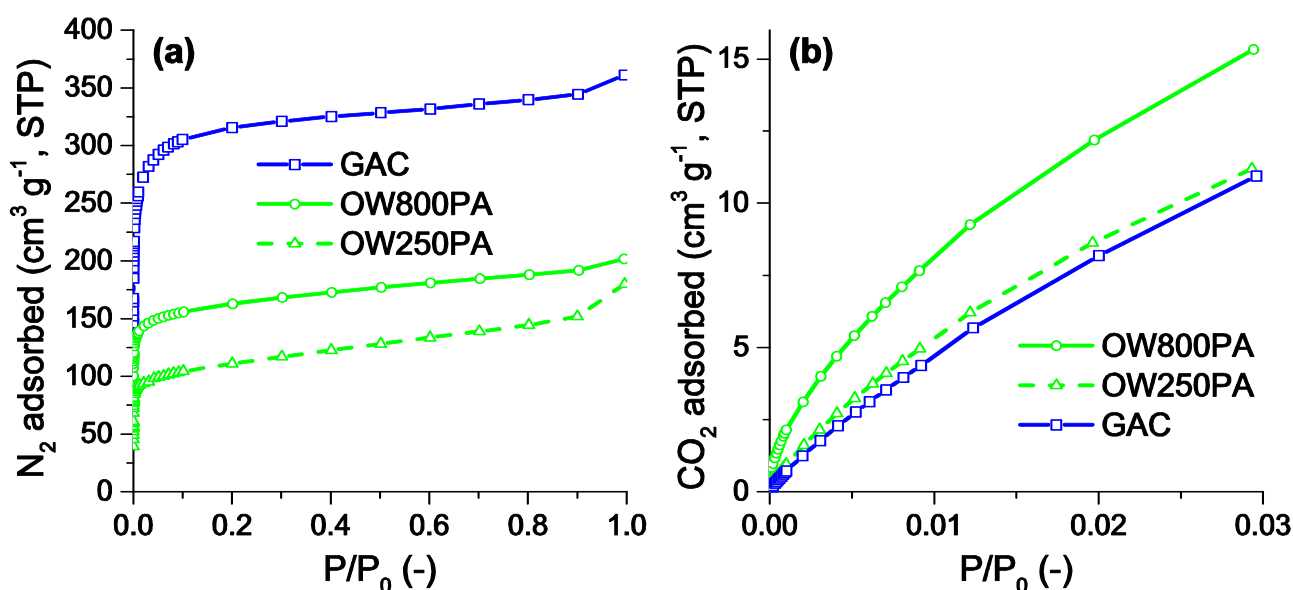 (a)
N₂ adsorbed (cm³ g⁻¹, STP)
400
350
300
250
200
150
100
50
0
GAC
OW800PA
OW250PA
0.0 0.2 0.4 0.6 0.8 1.0
P/P₀ (-)
(b)
CO₂ adsorbed (cm³ g⁻¹, STP)
15
10
5
0
OW800PA
OW250PA
GAC
0.00 0.01 0.02 0.03
P/P₀ (-)